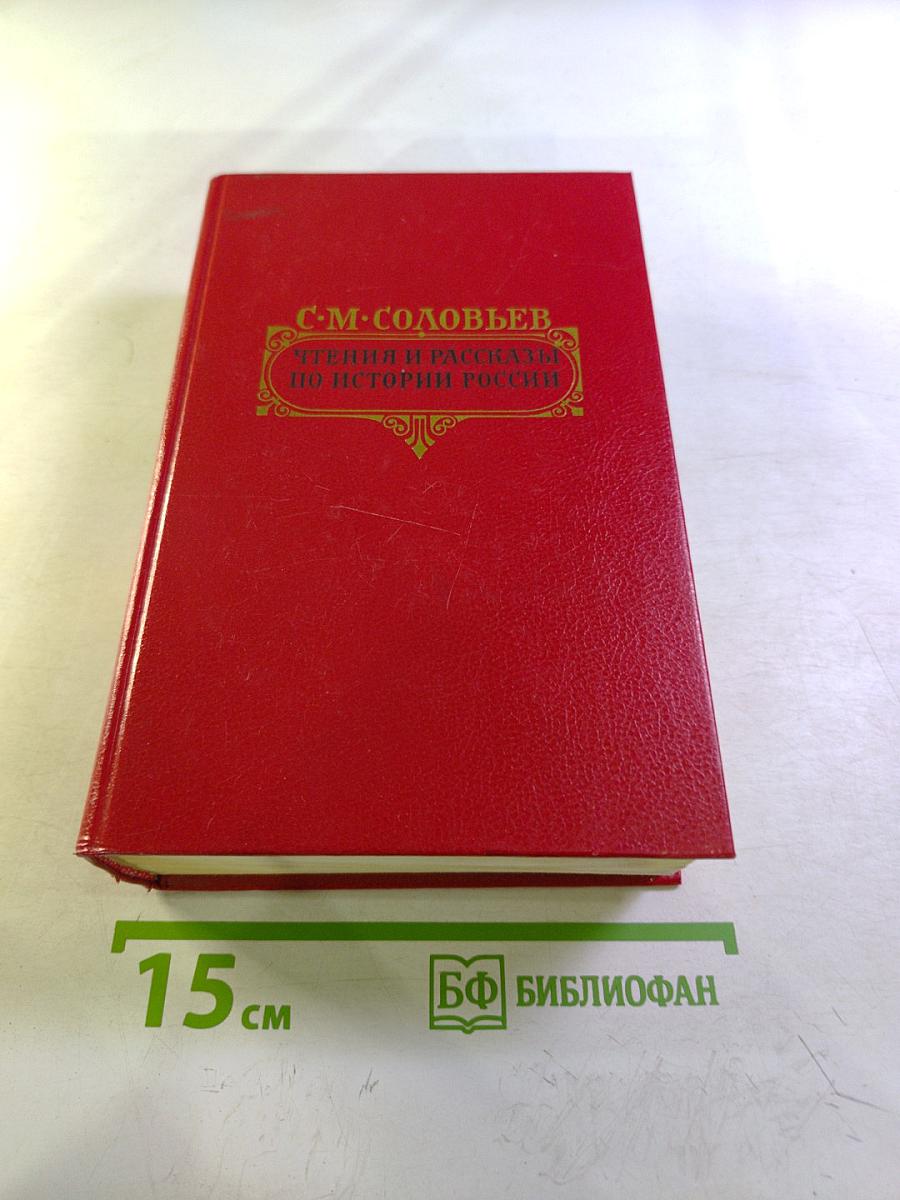 С·М·СОЛОВЬЕВ
ЧТЕНИЯ И РАССКАЗЫ
ПО ИСТОРИИ РОССИИ
15 см
БФ БИБЛИОФАН